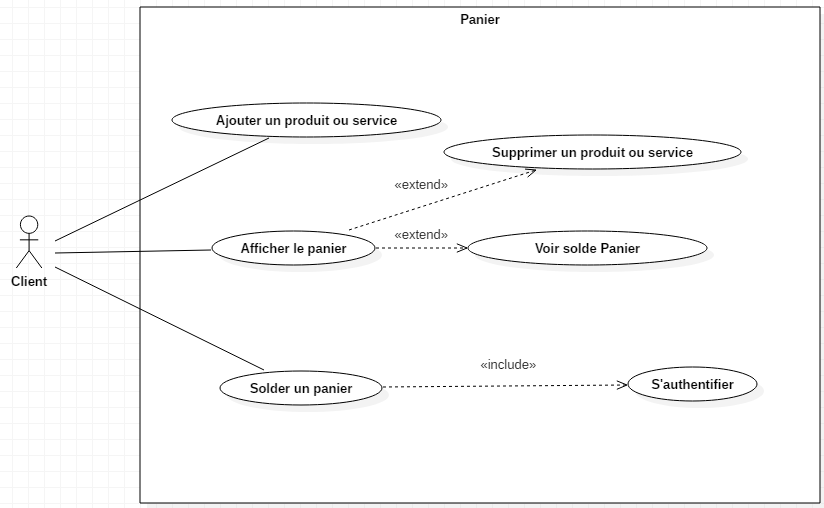 Panier
Ajouter un produit ou service
Supprimer un produit ou service
«extend»
«extend»
Afficher le panier
Voir solde Panier
Client
«include»
Solder un panier
S'authentifier